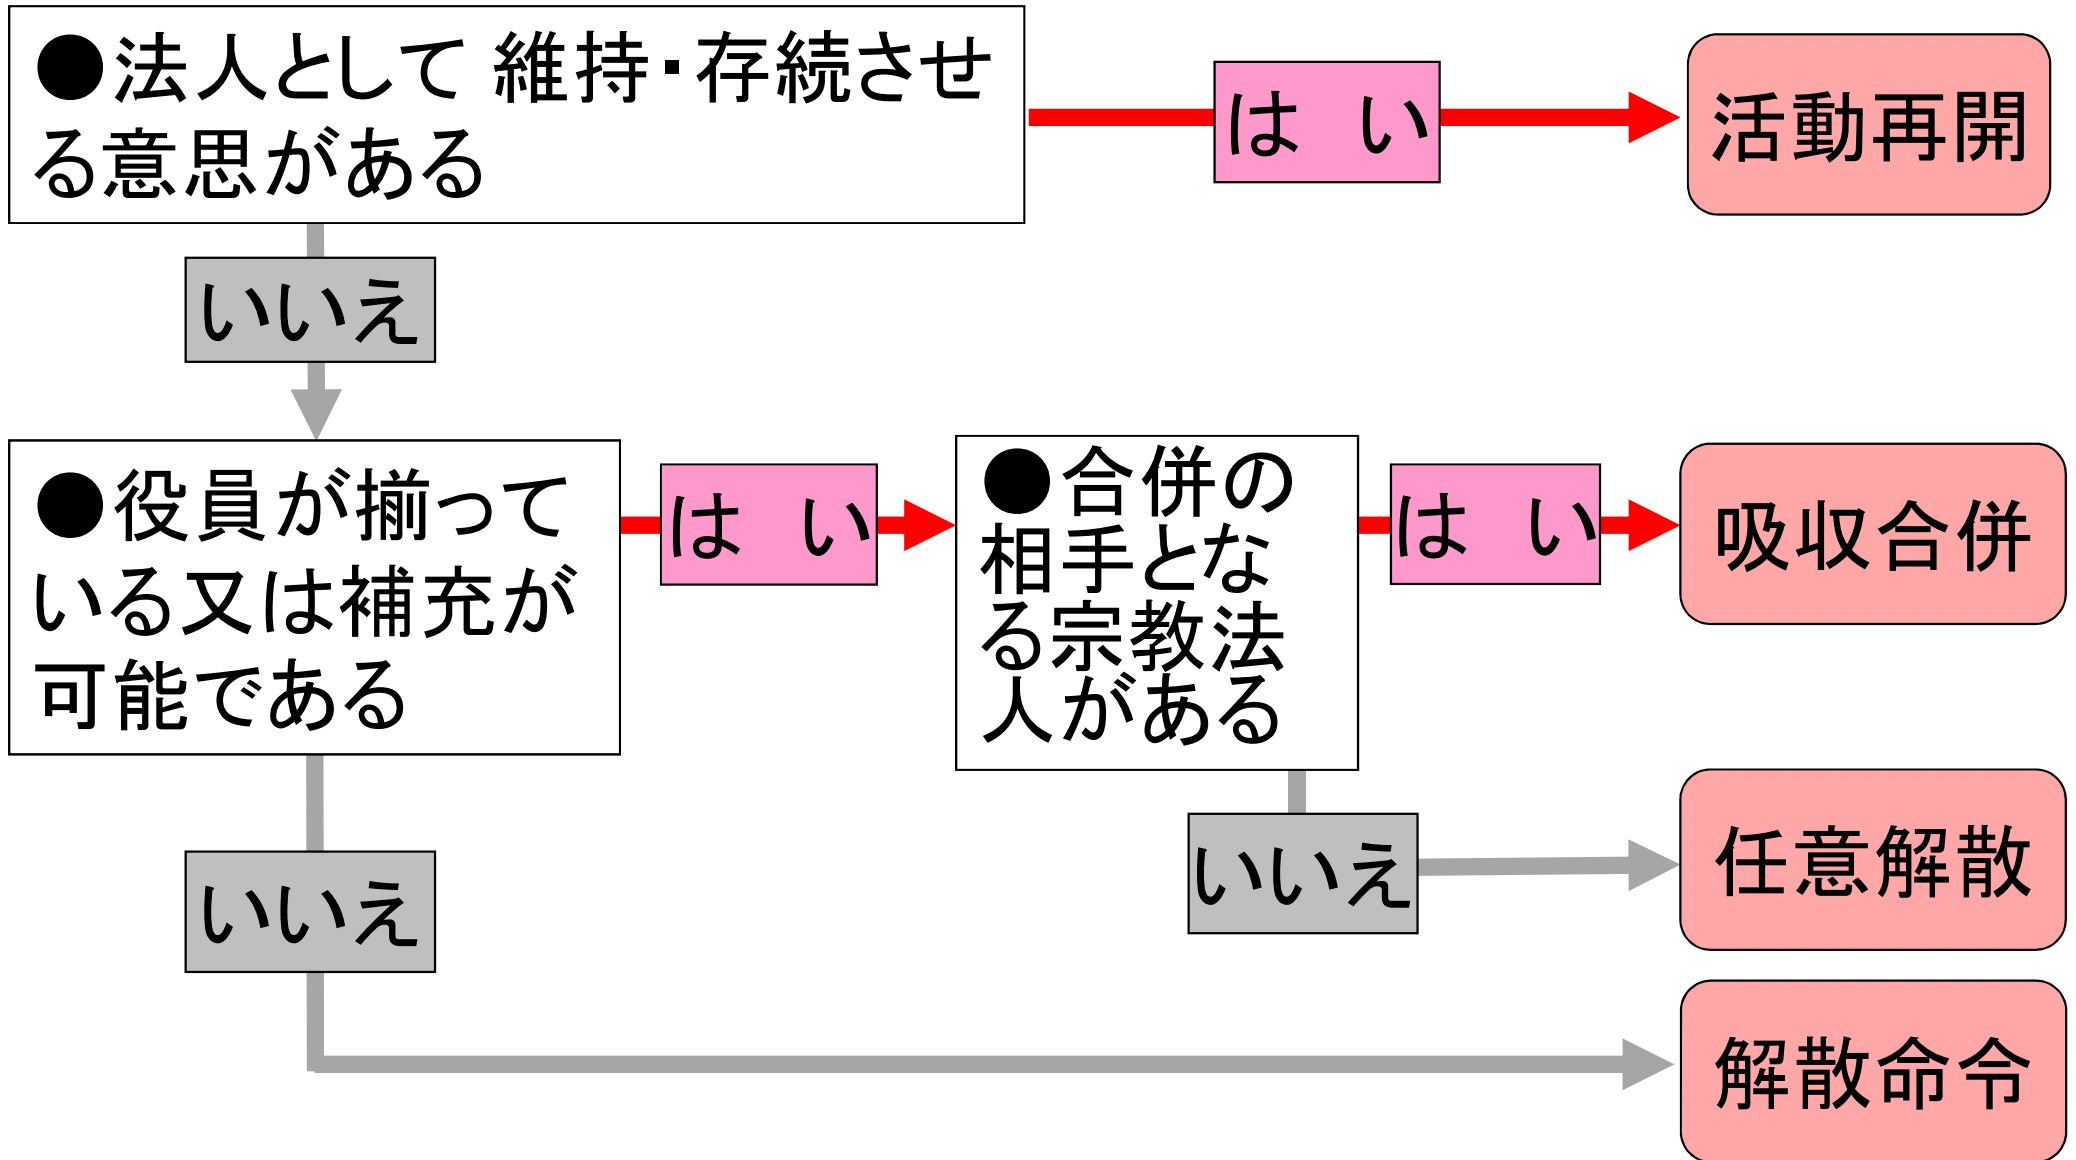 ●法人として 維持・存続させ
る意思がある
は　い
活動再開
いいえ
●役員が揃って
いる又は補充が
可能である
は　い
●合併の
相手とな
る宗教法
人がある
は　い
吸収合併
いいえ
任意解散
いいえ
解散命令